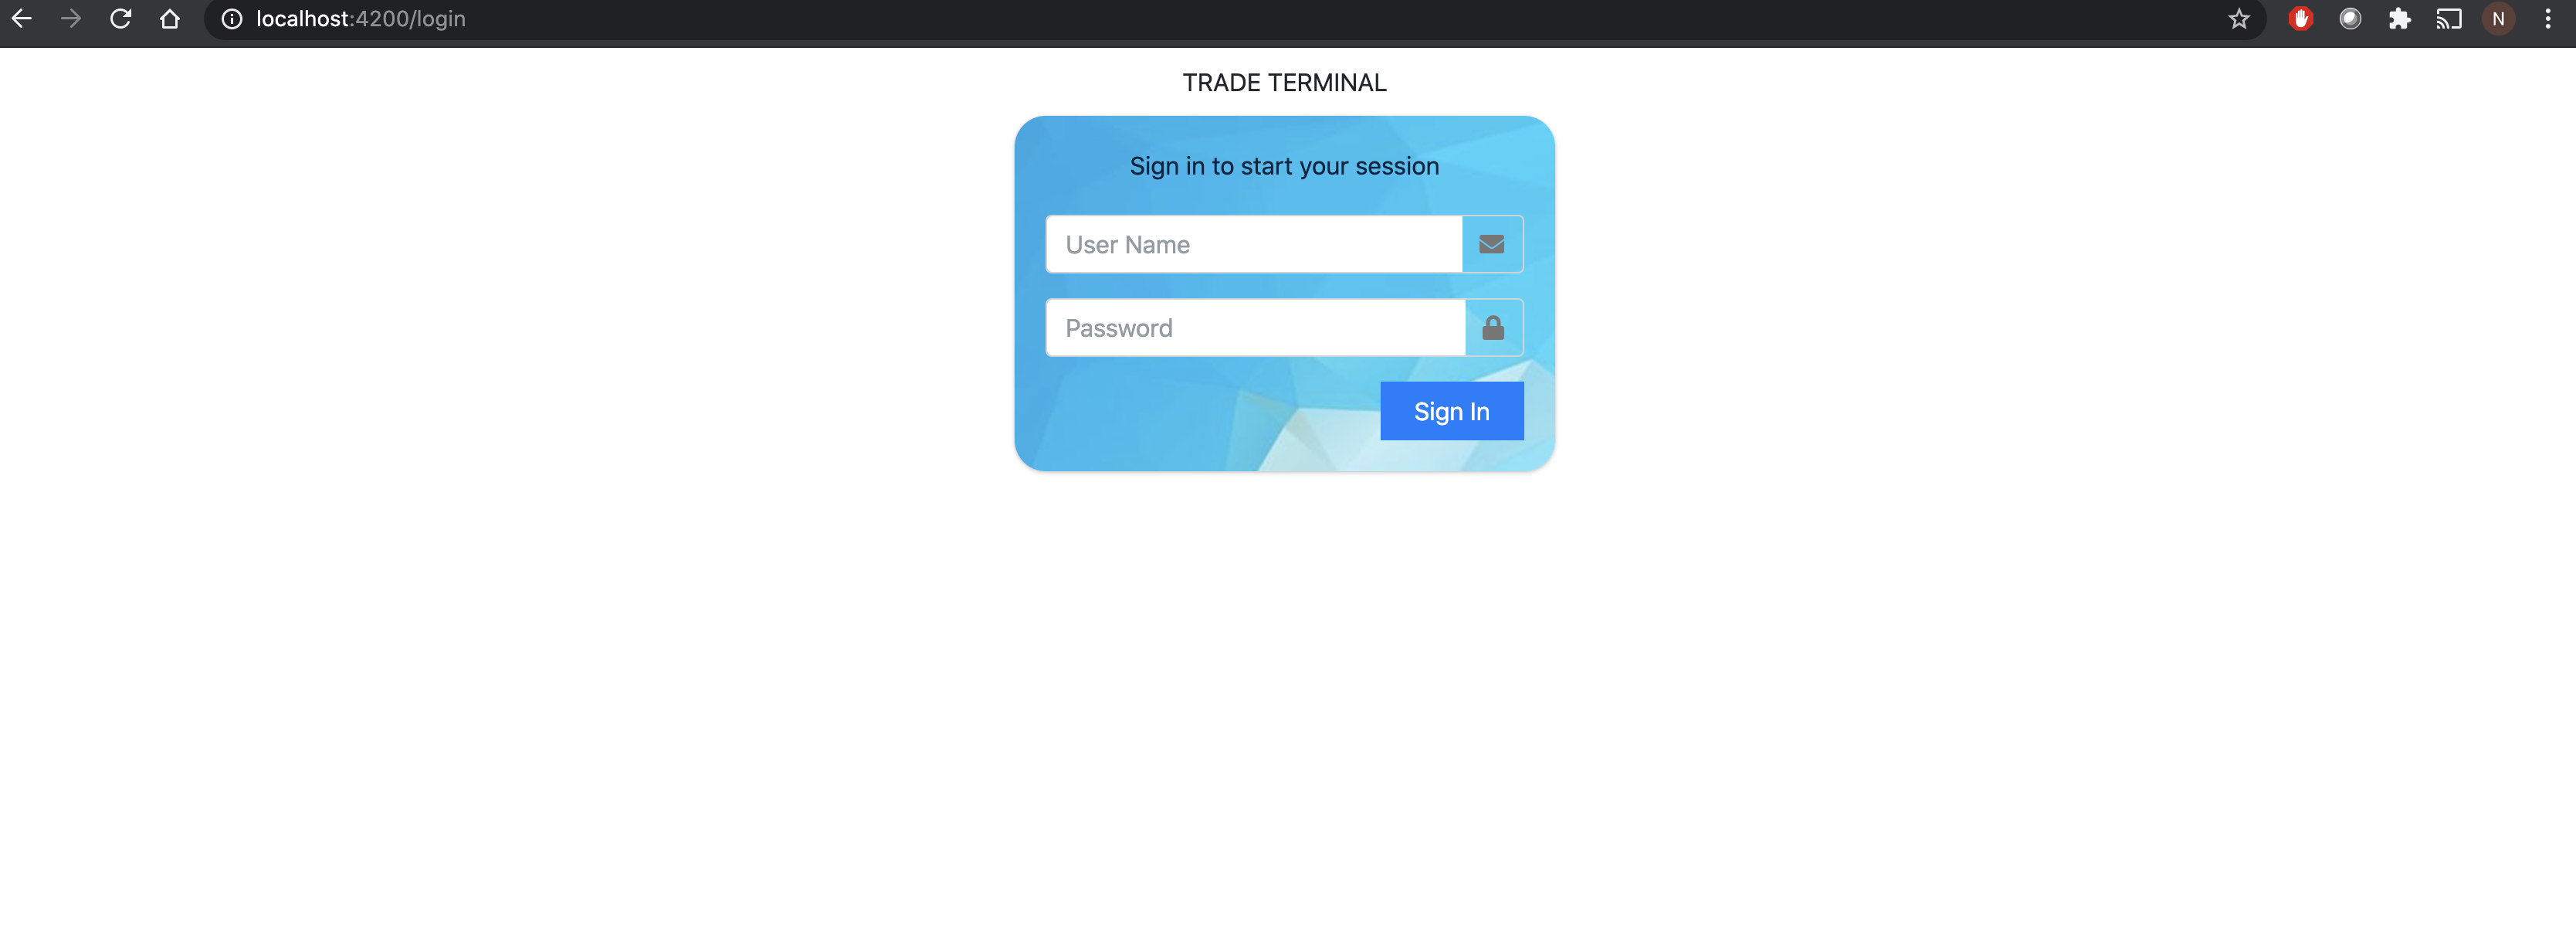 localhost:4200/login
N
TRADE TERMINAL
Sign in to start your session
User Name
Password
Sign In